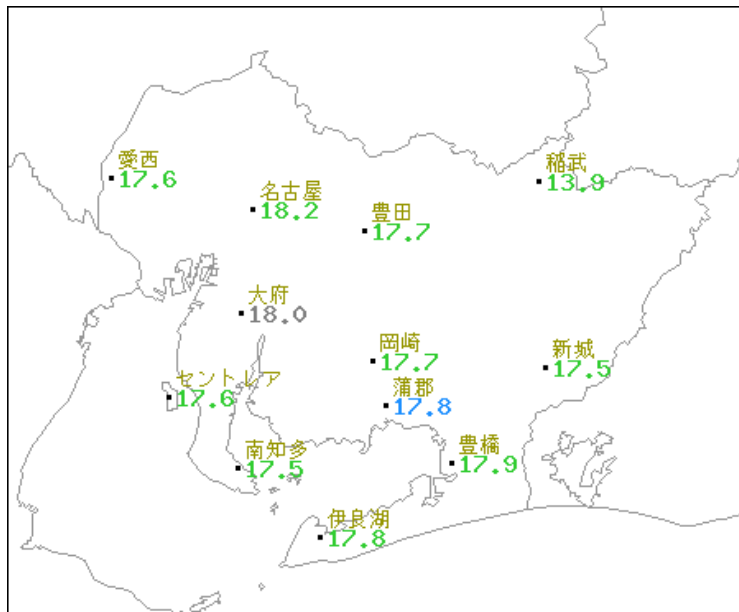 愛西
17.6
稲武
13.9
名古屋
18.2
豊田
17.7
大府
18.0
岡崎
17.7
新城
17.5
セントレア
17.6
蒲郡
17.8
南知多
17.5
豊橋
17.9
伊良湖
17.8